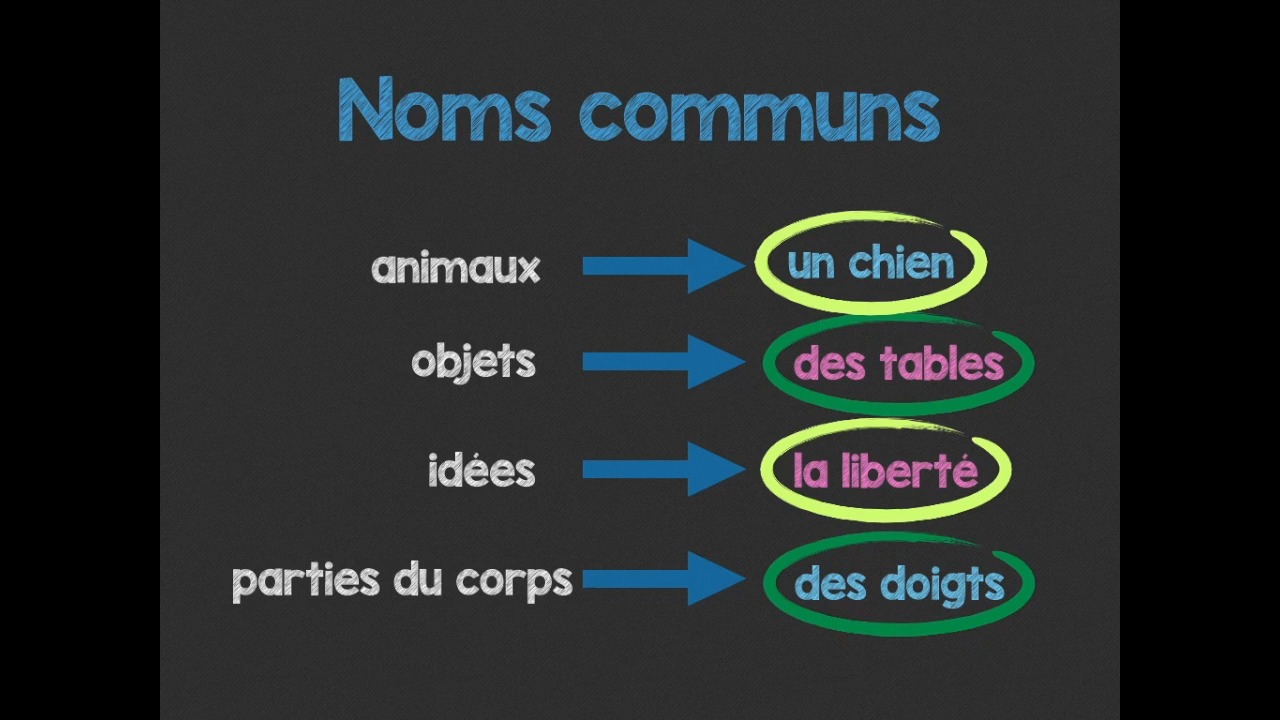 Noms communs
animaux un chien
objets des tables
idées la liberté
parties du corps des doigts